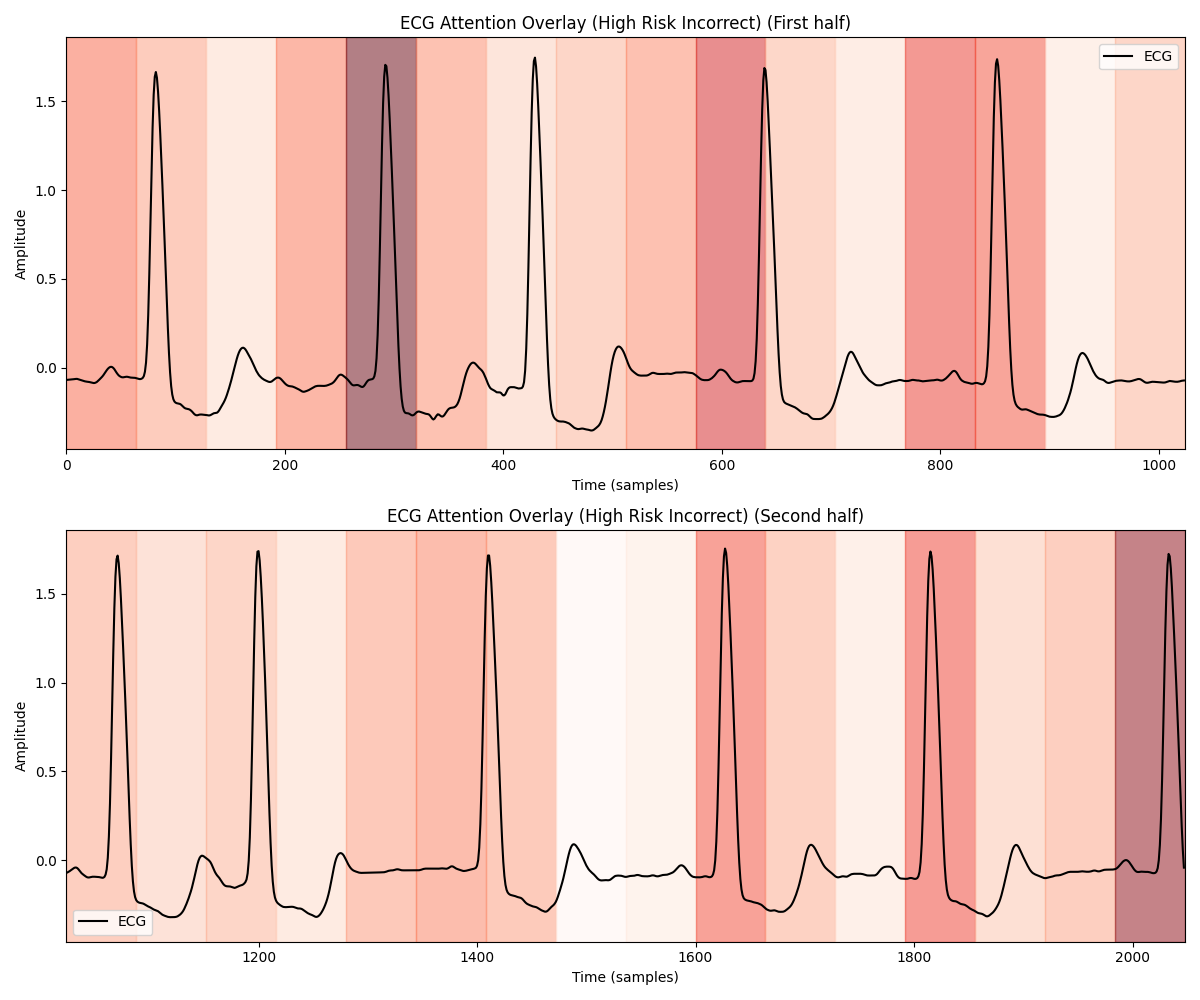 ECG Attention Overlay (High Risk Incorrect) (First half)
ECG
1.5
1.0
0.5
0.0
Amplitude
0 200 400 600 800 1000
Time (samples)
ECG Attention Overlay (High Risk Incorrect) (Second half)
1.5
1.0
0.5
0.0
Amplitude
ECG
1200 1400 1600 1800 2000
Time (samples)